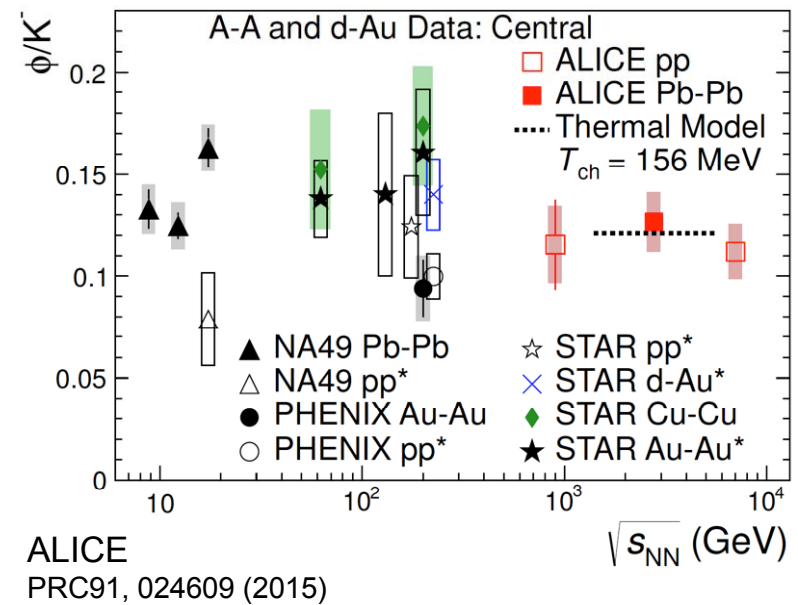 A-A and d-Au Data: Central
ϕ/K⁻
0.2
0.15
0.1
0.05
0
ALICE pp
ALICE Pb-Pb
Thermal Model
T_ch = 156 MeV
NA49 Pb-Pb
NA49 pp*
PHENIX Au-Au
PHENIX pp*
STAR pp*
STAR d-Au*
STAR Cu-Cu
STAR Au-Au*
10 10² 10³ 10⁴
√s_NN (GeV)
ALICE
PRC91, 024609 (2015)